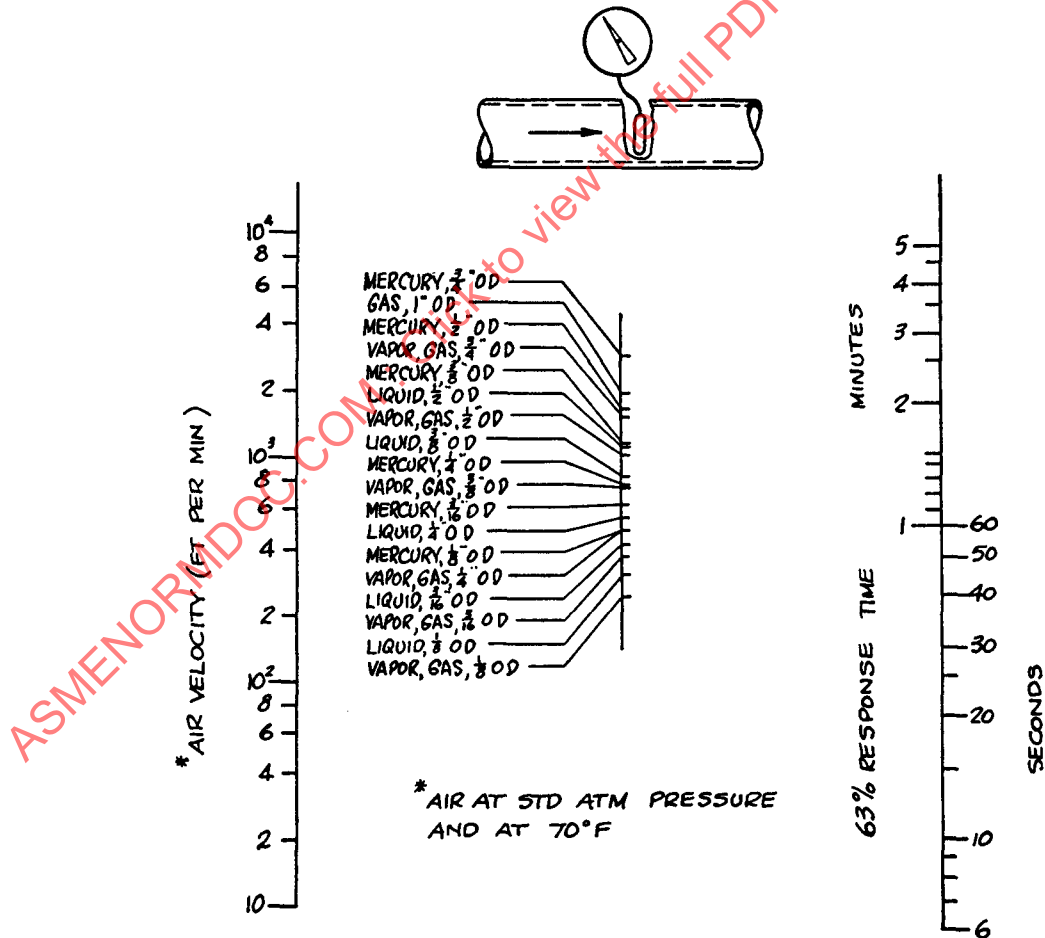 ASMENORMDOC.COM : Click to view the full PDF
10⁴
8
6
4
2
10³
8
6
4
2
10²
8
6
4
2
10
*AIR VELOCITY (FT PER MIN)
MERCURY, 3/4" OD
GAS, 1" OD
MERCURY, 1/2" OD
VAPOR, GAS, 3/4" OD
MERCURY, 3/8" OD
LIQUID, 1/2" OD
VAPOR, GAS, 1/2" OD
LIQUID, 3/8" OD
MERCURY, 1/4" OD
VAPOR, GAS, 3/8" OD
MERCURY, 3/16" OD
LIQUID, 1/4" OD
MERCURY, 1/8" OD
VAPOR, GAS, 1/4" OD
LIQUID, 3/16" OD
VAPOR, GAS, 3/16 OD
LIQUID, 1/8 OD
VAPOR, GAS, 1/8 OD
*AIR AT STD ATM PRESSURE
AND AT 70°F
63% RESPONSE TIME
MINUTES
5
4
3
2
1
60
50
40
30
20
10
6
SECONDS